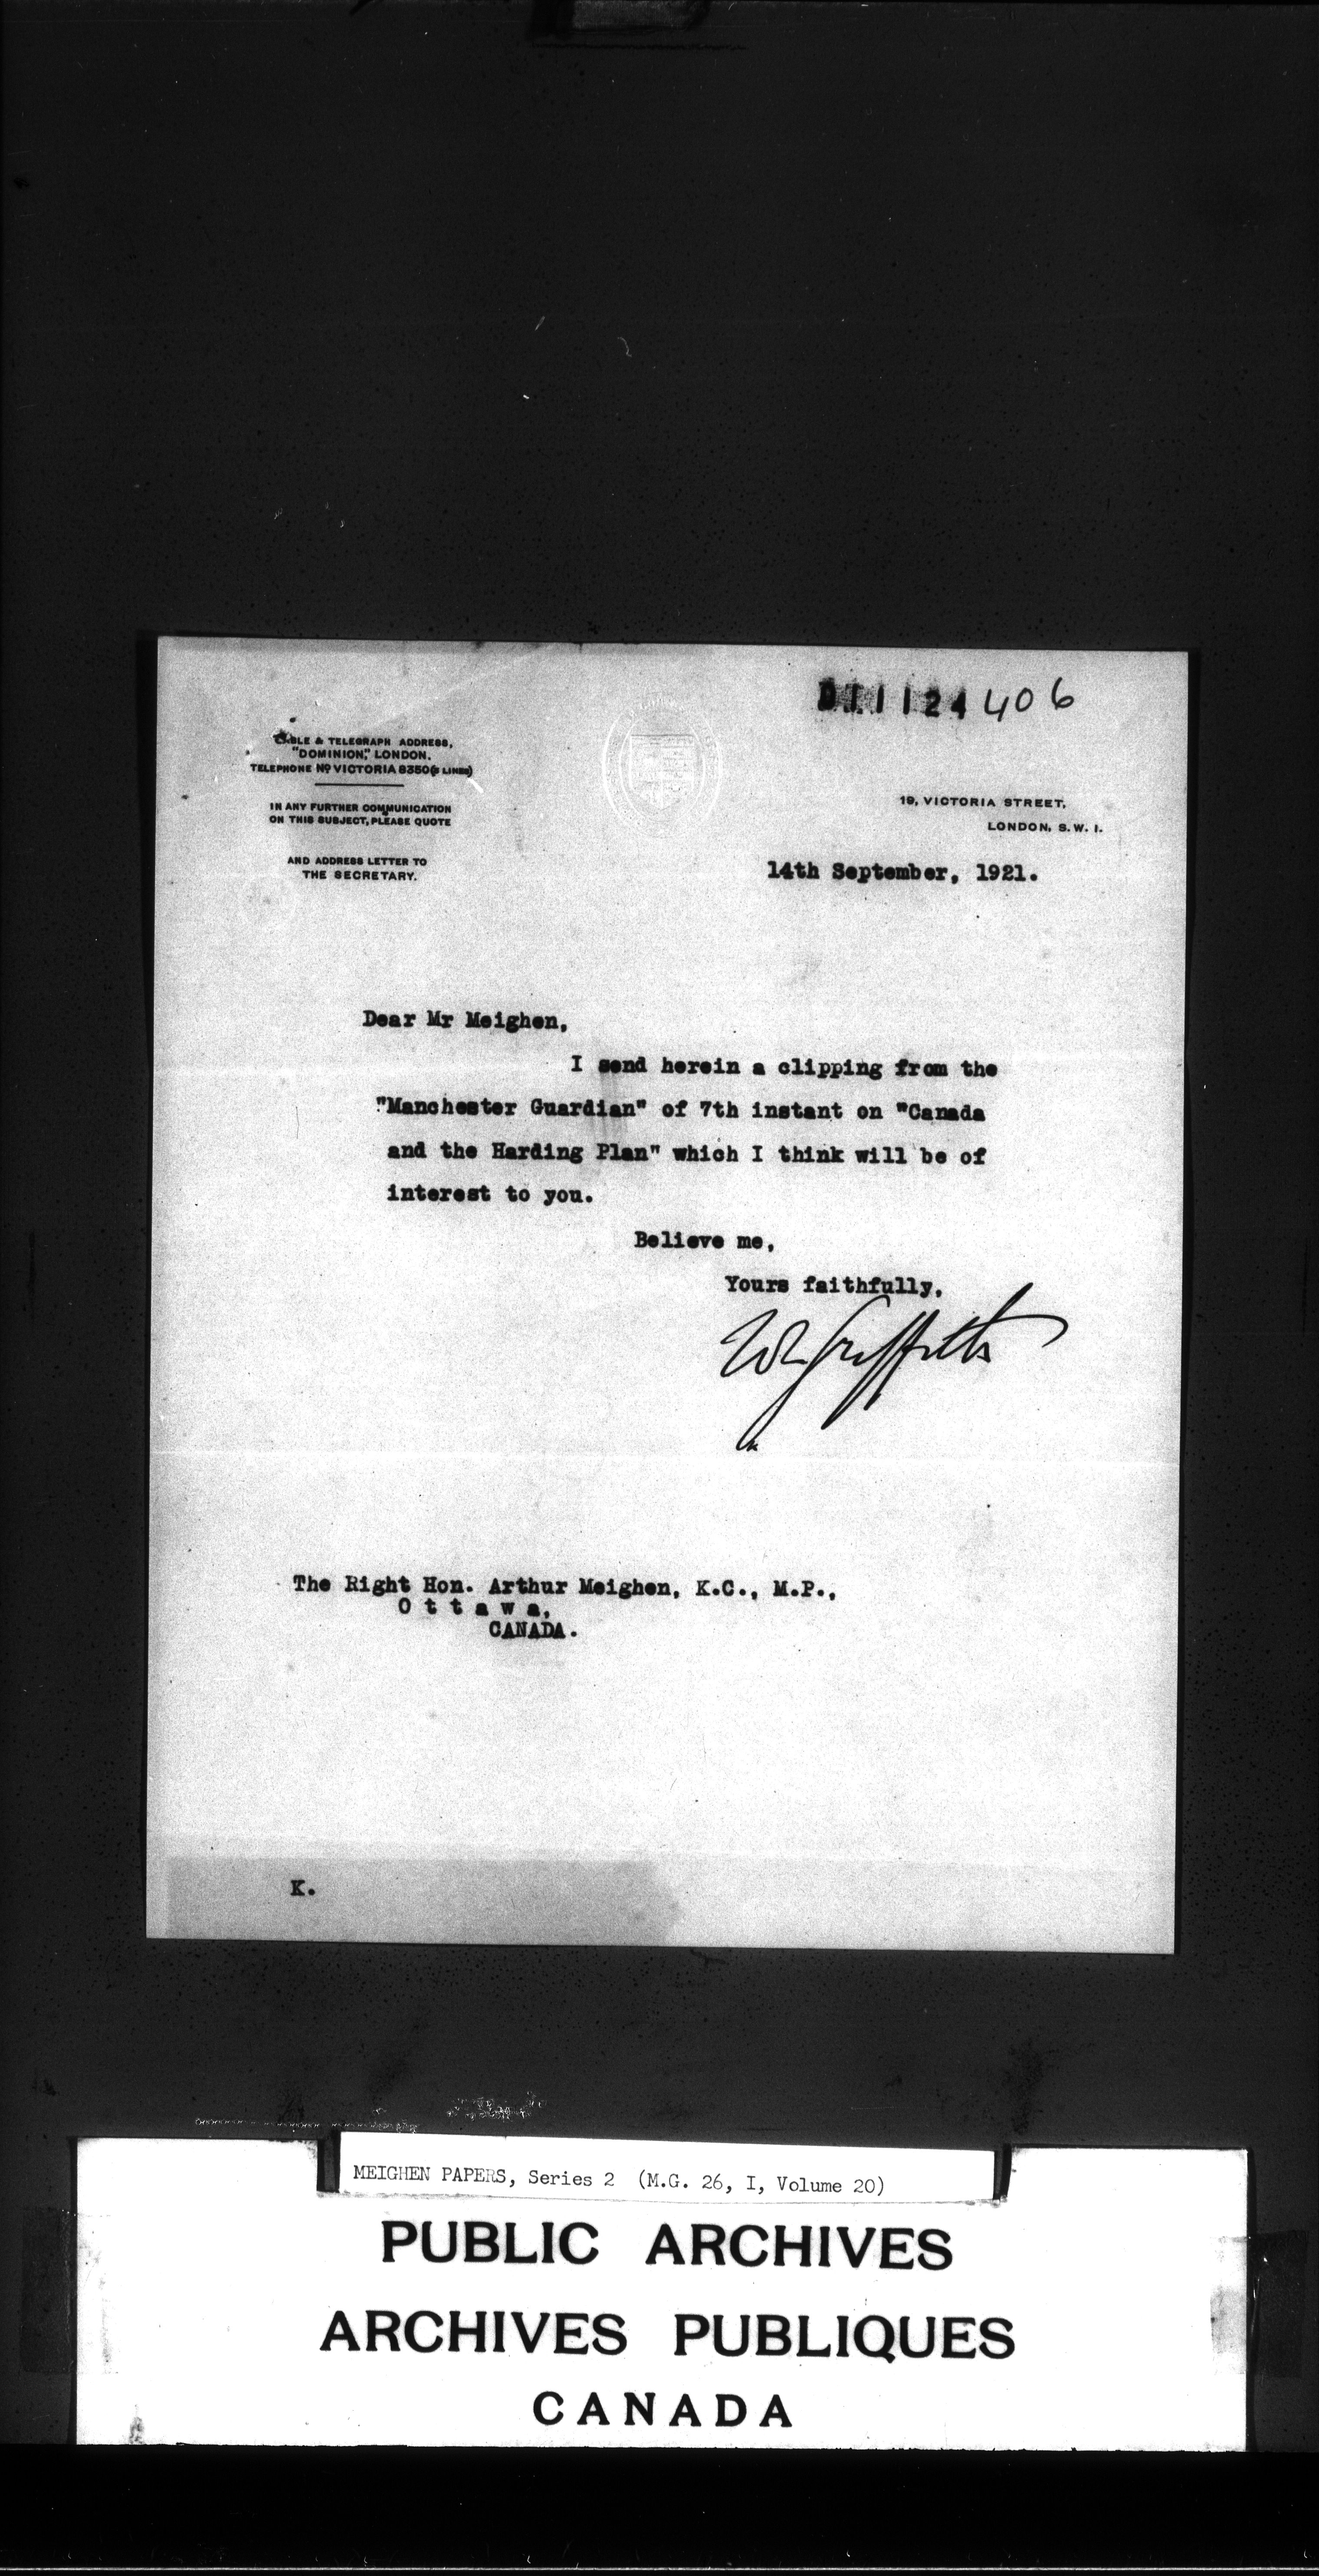 406
CABLE & TELEGRAPH ADDRESS,
"DOMINION," LONDON.
TELEPHONE No VICTORIA 8350 ( LINES)
IN ANY FURTHER COMMUNICATION
ON THIS SUBJECT, PLEASE QUOTE
AND ADDRESS LETTER TO
THE SECRETARY.
19, VICTORIA STREET,
LONDON, S.W. 1.
14th September, 1921.
Dear Mr Meighen,
I send herein a clipping from the
"Manchester Guardian" of 7th instant on "Canada
and the Harding Plan" which I think will be of
interest to you.
Believe me,
Yours faithfully,
Griffith
The Right Hon. Arthur Meighen, K.C., M.P.,
O t t a w a,
CANADA.
K.
MEIGHEN PAPERS, Series 2 (M.G. 26, I, Volume 20)
PUBLIC ARCHIVES
ARCHIVES PUBLIQUES
CANADA